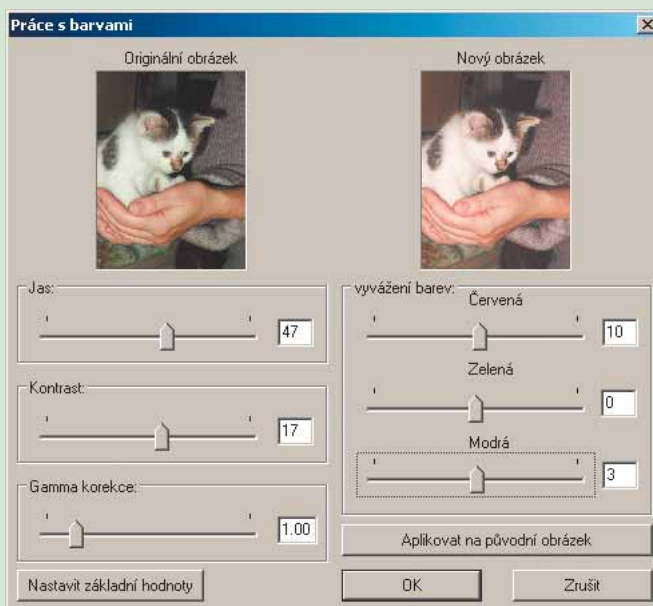 Práce s barvami
Originální obrázek
Nový obrázek
Jas:
47
Kontrast:
17
Gamma korekce:
1.00
Nastavit základní hodnoty
vyvážení barev:
Červená
10
Zelená
0
Modrá
3
Aplikovat na původní obrázek
OK
Zrušit